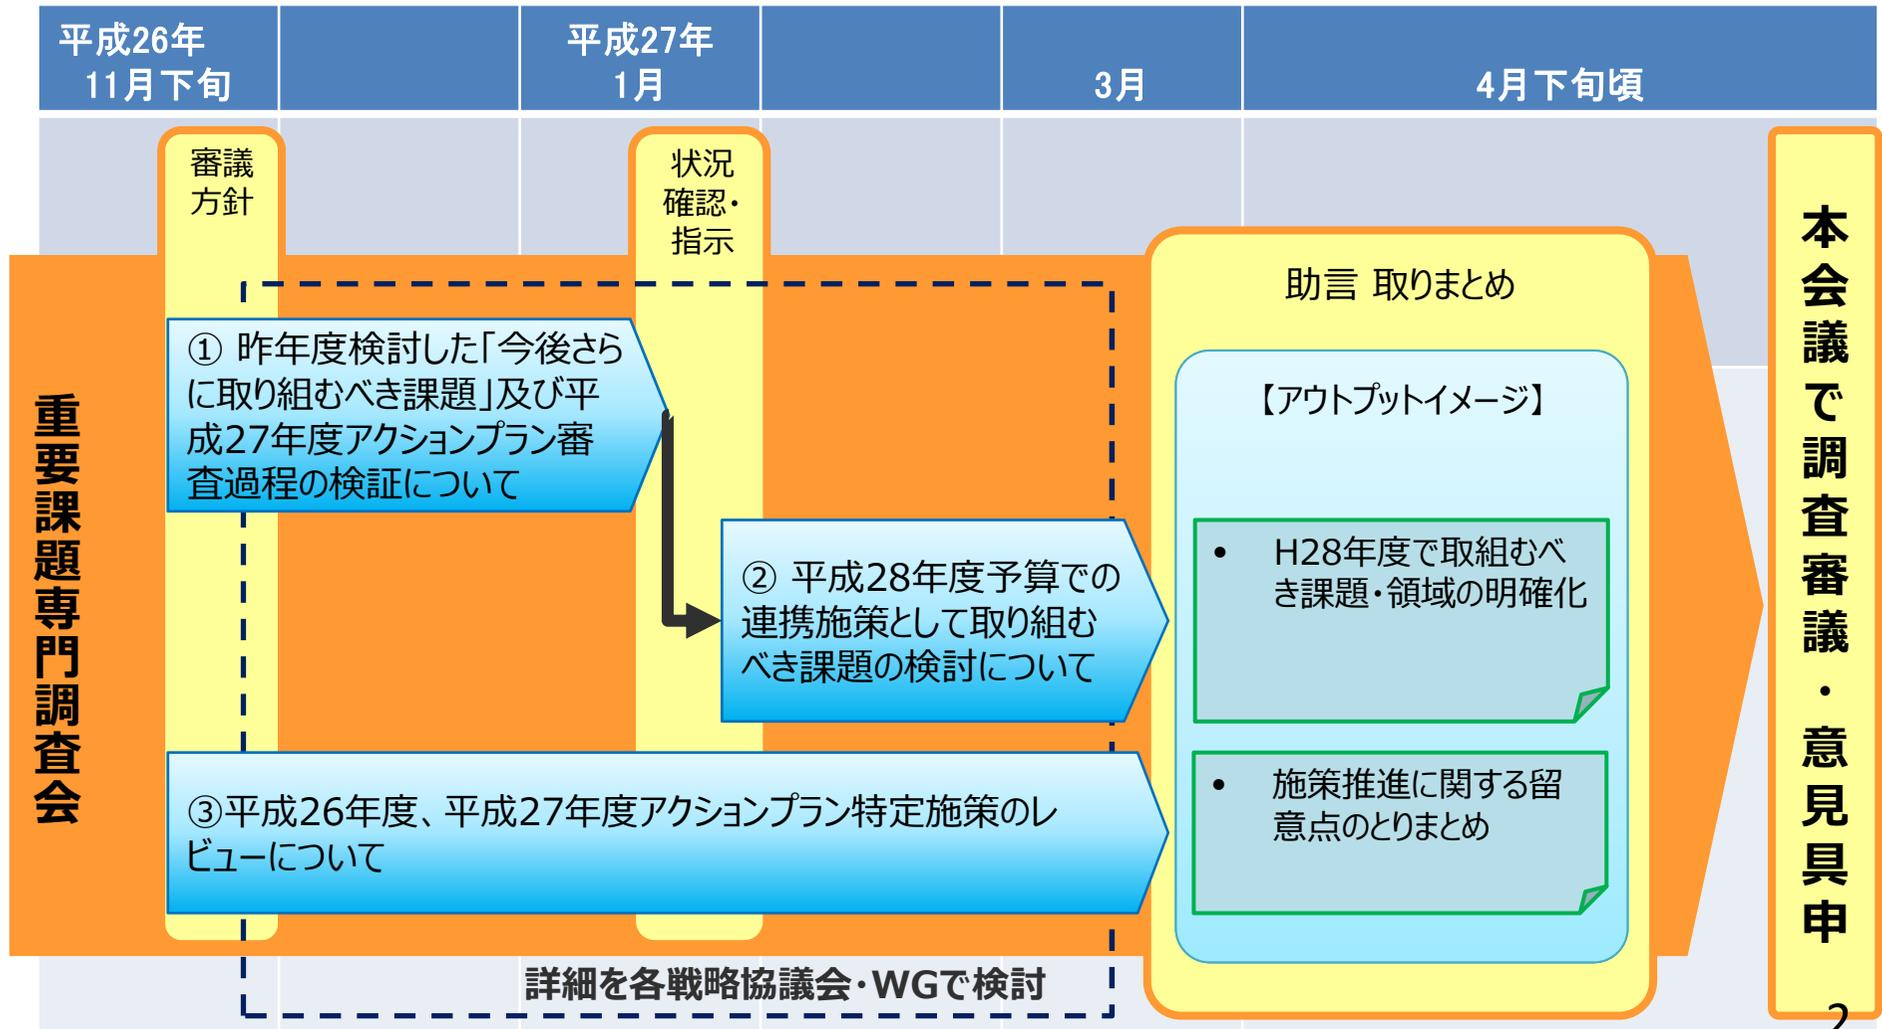 平成26年
11月下旬
平成27年
1月
3月
4月下旬頃
審議
方針
状況
確認・
指示
重要課題専門調査会
① 昨年度検討した「今後さら
に取り組むべき課題」及び平
成27年度アクションプラン審
査過程の検証について
② 平成28年度予算での
連携施策として取り組む
べき課題の検討について
③平成26年度、平成27年度アクションプラン特定施策のレ
ビューについて
詳細を各戦略協議会・WGで検討
助言 取りまとめ
【アウトプットイメージ】
• H28年度で取組むべ
き課題・領域の明確化
• 施策推進に関する留
意点のとりまとめ
本会議で調査審議・意見具申
2